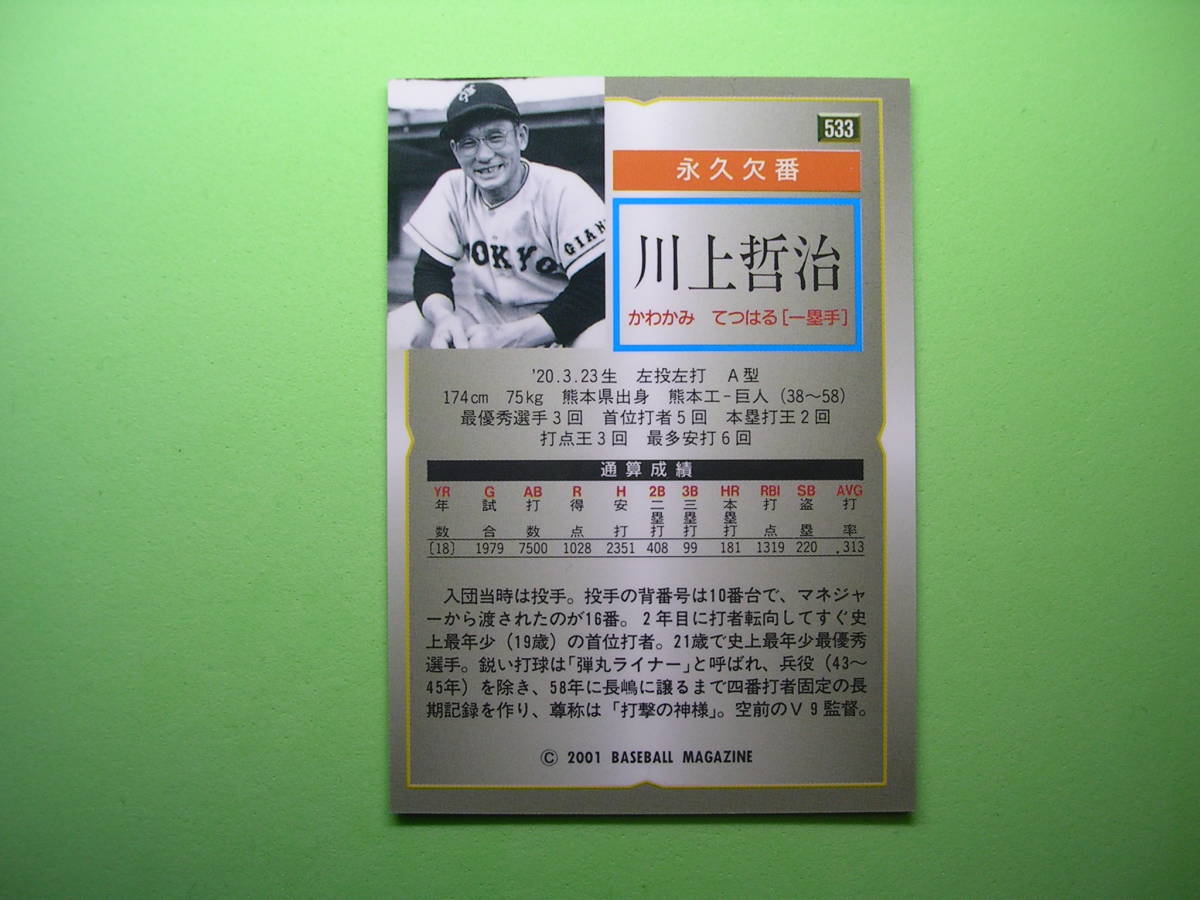 533
永久欠番
川上哲治
かわかみ てつはる[一塁手]
TOKYO
GIAN
'20.3.23生 左投左打 A型
174cm 75kg 熊本県出身 熊本工-巨人(38〜58)
最優秀選手3回 首位打者5回 本塁打王2回
打点王3回 最多安打6回
通算成績
YR G AB R H 2B 3B HR RBI SB AVG
年数 試合 打数 得点 安打 二塁打 三塁打 本塁打 打点 盗塁 打率
[18] 1979 7500 1028 2351 408 99 181 1319 220 .313
入団当時は投手。投手の背番号は10番台で、マネジャ
ーから渡されたのが16番。2年目に打者転向してすぐ史
上最年少(19歳)の首位打者。21歳で史上最年少最優秀
選手。鋭い打球は「弾丸ライナー」と呼ばれ、兵役(43〜
45年)を除き、58年に長嶋に譲るまで四番打者固定の長
期記録を作り、尊称は「打撃の神様」。空前のV9監督。
© 2001 BASEBALL MAGAZINE